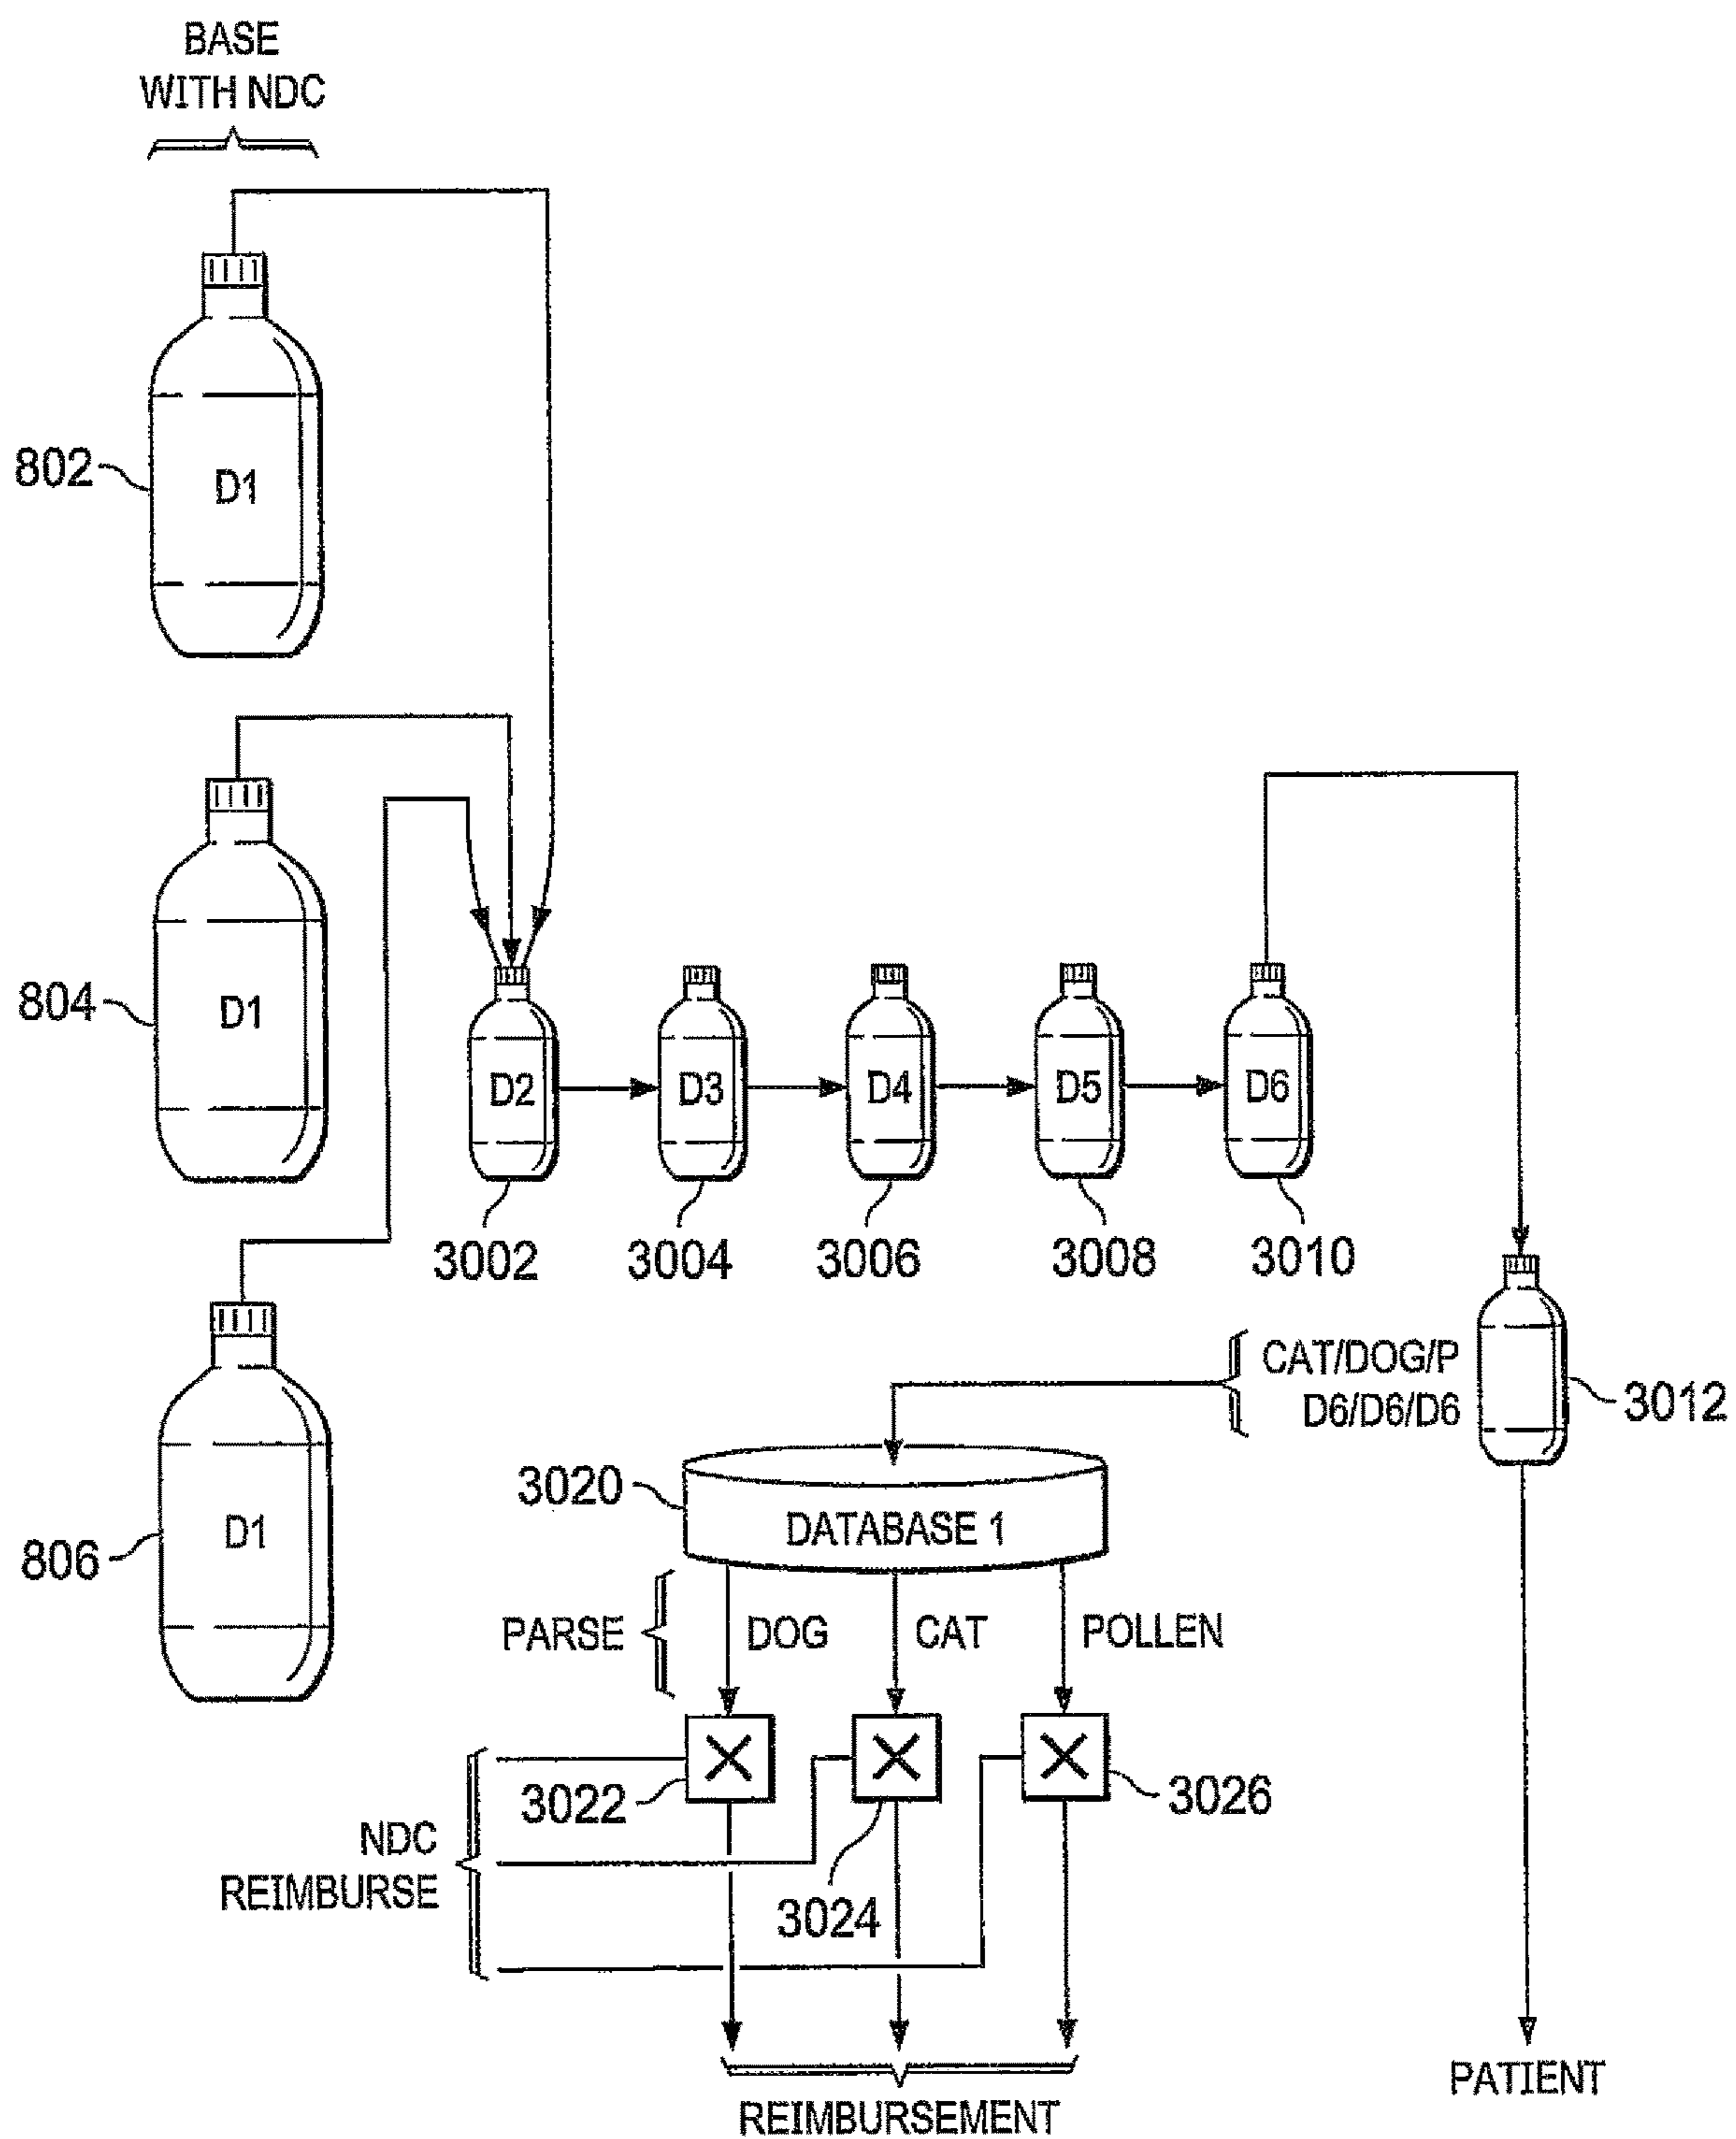 BASE
WITH NDC
802
D1
804
D1
D2
D3
D4
D5
D6
3002
3004
3006
3008
3010
CAT/DOG/P
D6/D6/D6
3012
3020
DATABASE 1
806
D1
PARSE
DOG
CAT
POLLEN
3022
3026
NDC
REIMBURSE
3024
PATIENT
REIMBURSEMENT